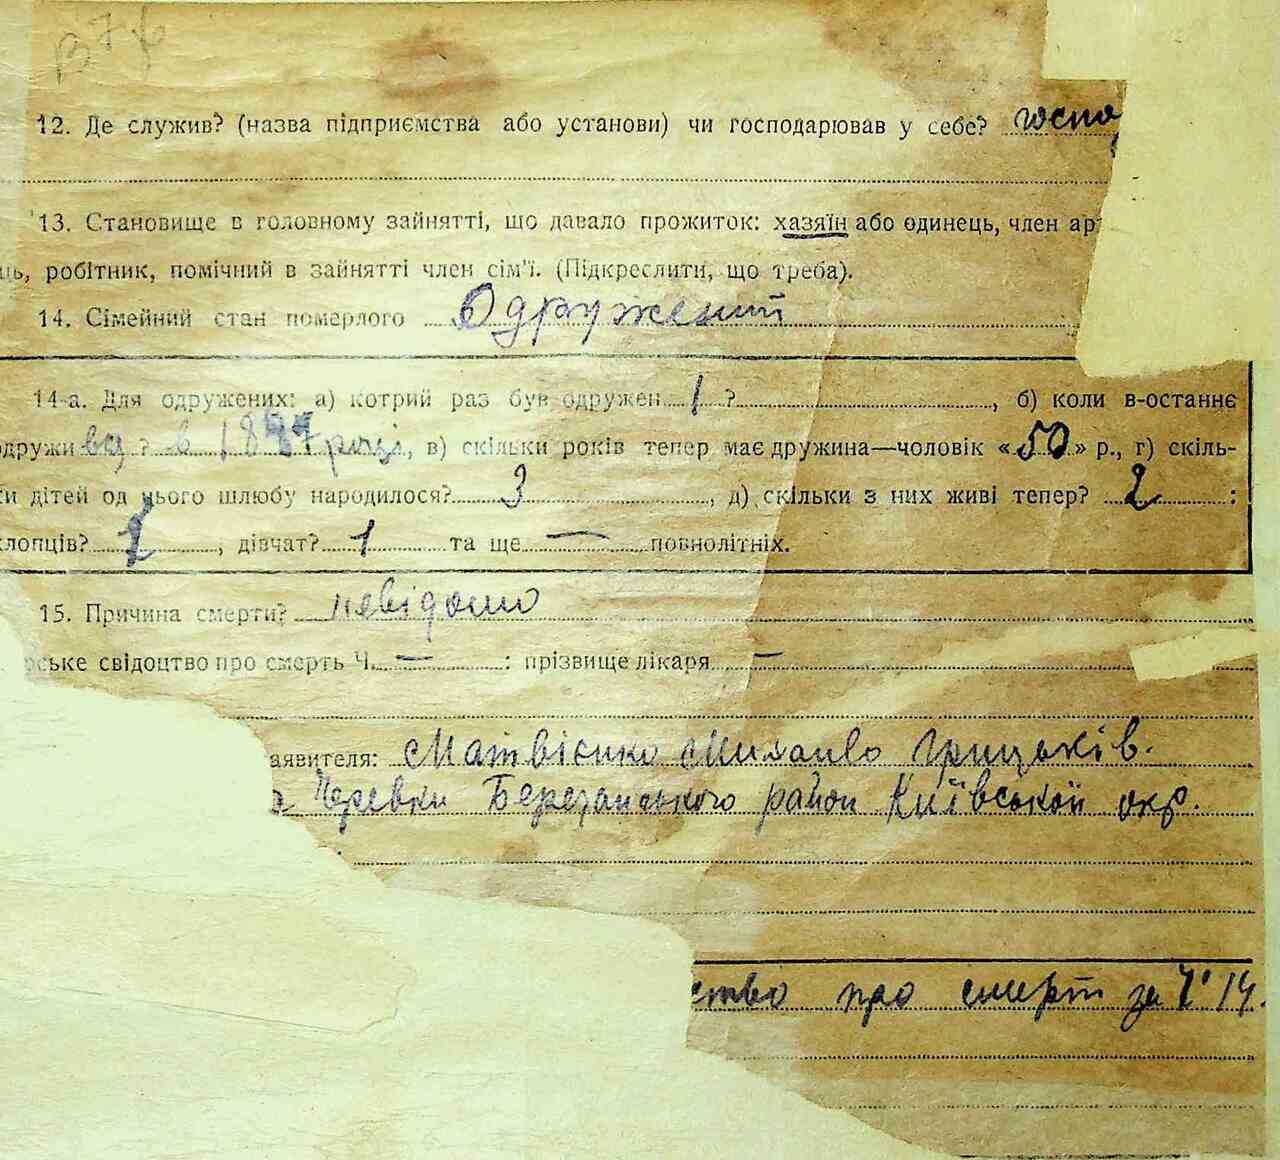 12. Де служив? (назва підприємства або установи) чи господарював у себе? госпо
13. Становище в головному зайнятті, що давало прожиток: хазяїн або одинець, член ар
ць, робітник, помічний в зайнятті член сім'ї. (Підкреслити, що треба).
14. Сімейний стан померлого Одружений
14-а. Для одружених: а) котрий раз був одружен 1 ?, б) коли в-останнє
одружи вся ? в році, в) скільки років тепер має дружина—чоловік «50» р., г) скіль-
ки дітей од цього шлюбу народилося? 3, д) скільки з них живі тепер? 2 :
хлопців? 1, дівчат? 1 та ще — повнолітніх.
15. Причина смерти? невідомо
рське свідоцтво про смерть Ч. — : прізвище лікаря —
аявителя: Матвієнко Михайло Грицьків.
Черевки Березанського район Київської окр.
ство про смерт за Ч' 14.